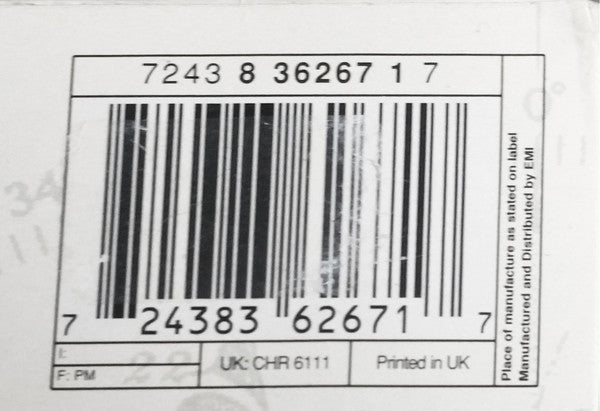 7243 8 36267 1 7
7 24383 62671 7
I:
F: PM
UK: CHR 6111
Printed in UK
Place of manufacture as stated on label
Manufactured and Distributed by EMI